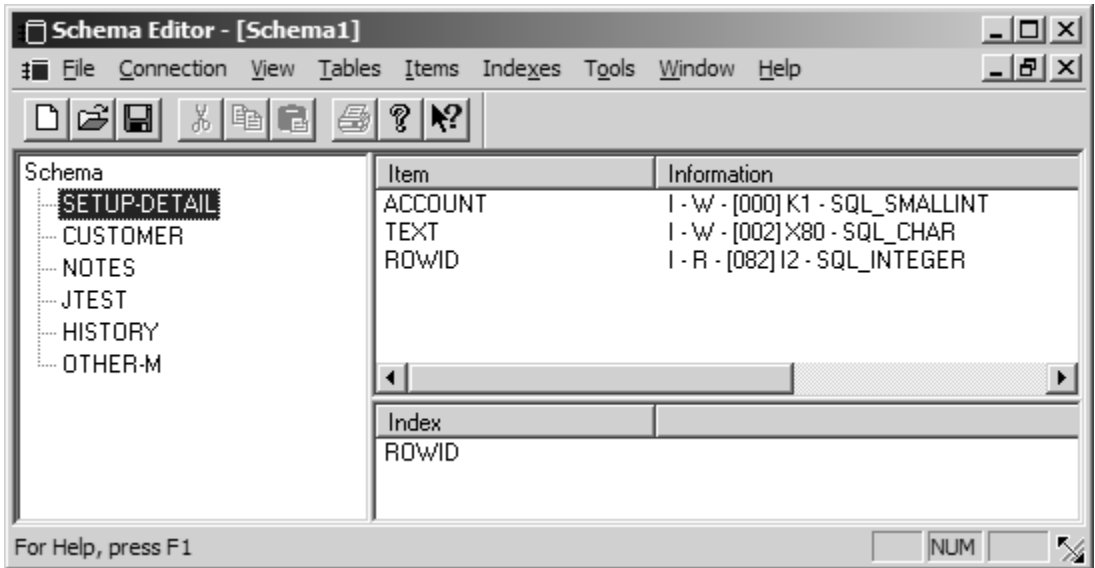 Schema Editor - [Schema1]
File Connection View Tables Items Indexes Tools Window Help
Schema
SETUP-DETAIL
CUSTOMER
NOTES
JTEST
HISTORY
OTHER-M
Item Information
ACCOUNT I - W - [000] K1 - SQL_SMALLINT
TEXT I - W - [002] X80 - SQL_CHAR
ROWID I - R - [082] I2 - SQL_INTEGER
Index
ROWID
For Help, press F1 NUM